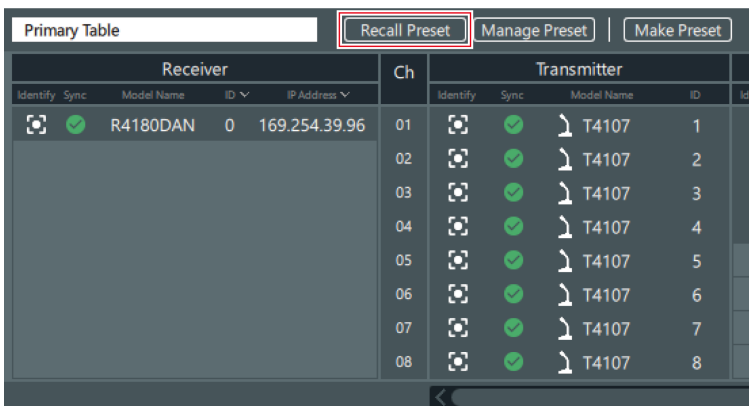 Primary Table Recall Preset Manage Preset Make Preset
Receiver Ch Transmitter
Identify Sync Model Name ID IP Address Identify Sync Model Name ID Id
R4180DAN 0 169.254.39.96 01 T4107 1
02 T4107 2
03 T4107 3
04 T4107 4
05 T4107 5
06 T4107 6
07 T4107 7
08 T4107 8